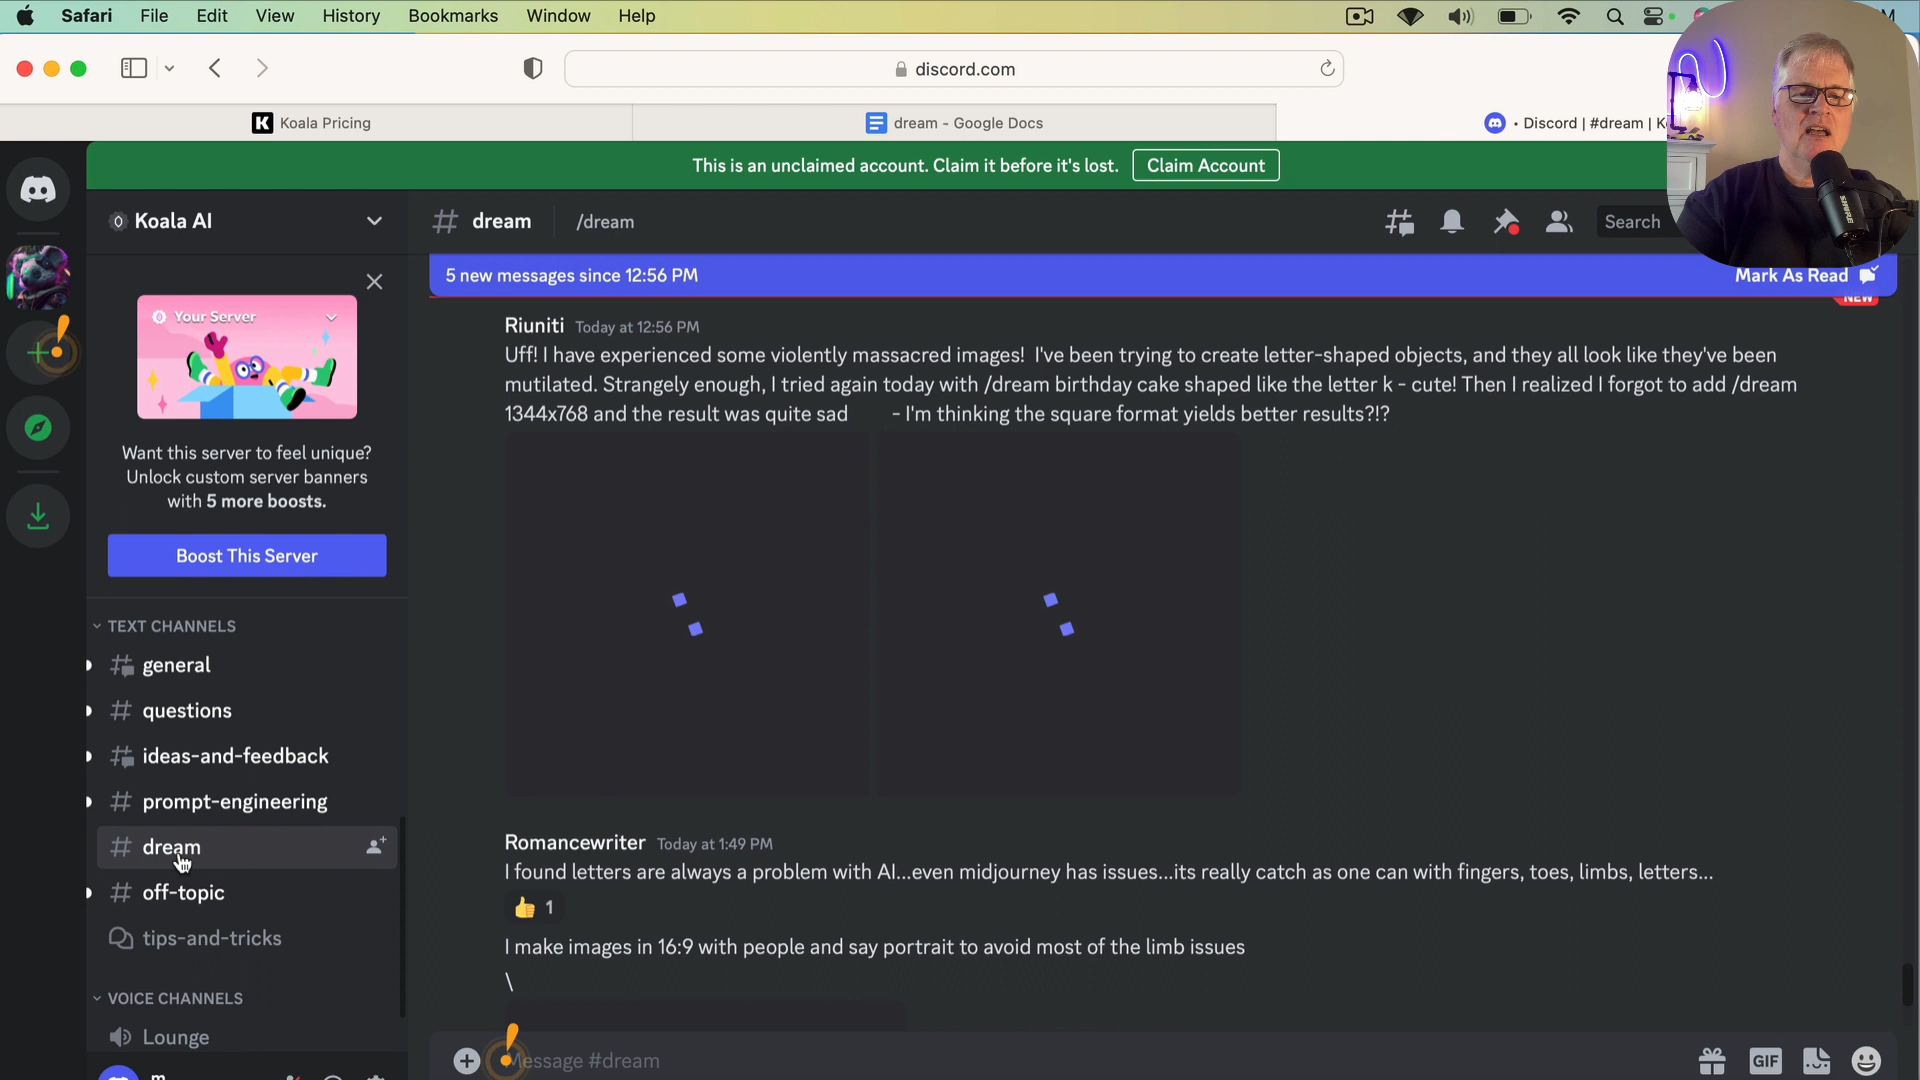 Safari File Edit View History Bookmarks Window Help
discord.com
Koala Pricing
dream - Google Docs
• Discord | #dream | K
This is an unclaimed account. Claim it before it's lost.
Claim Account
Koala AI
dream
/dream
Search
5 new messages since 12:56 PM
Mark As Read
NEW
Your Server
Want this server to feel unique?
Unlock custom server banners
with 5 more boosts.
Boost This Server
TEXT CHANNELS
general
questions
ideas-and-feedback
prompt-engineering
dream
off-topic
tips-and-tricks
VOICE CHANNELS
Lounge
Riuniti Today at 12:56 PM
Uff! I have experienced some violently massacred images! I've been trying to create letter-shaped objects, and they all look like they've been
mutilated. Strangely enough, I tried again today with /dream birthday cake shaped like the letter k - cute! Then I realized I forgot to add /dream
1344x768 and the result was quite sad - I'm thinking the square format yields better results?!?
Romancewriter Today at 1:49 PM
I found letters are always a problem with AI...even midjourney has issues...its really catch as one can with fingers, toes, limbs, letters...
👍 1
I make images in 16:9 with people and say portrait to avoid most of the limb issues
\
Message #dream
GIF